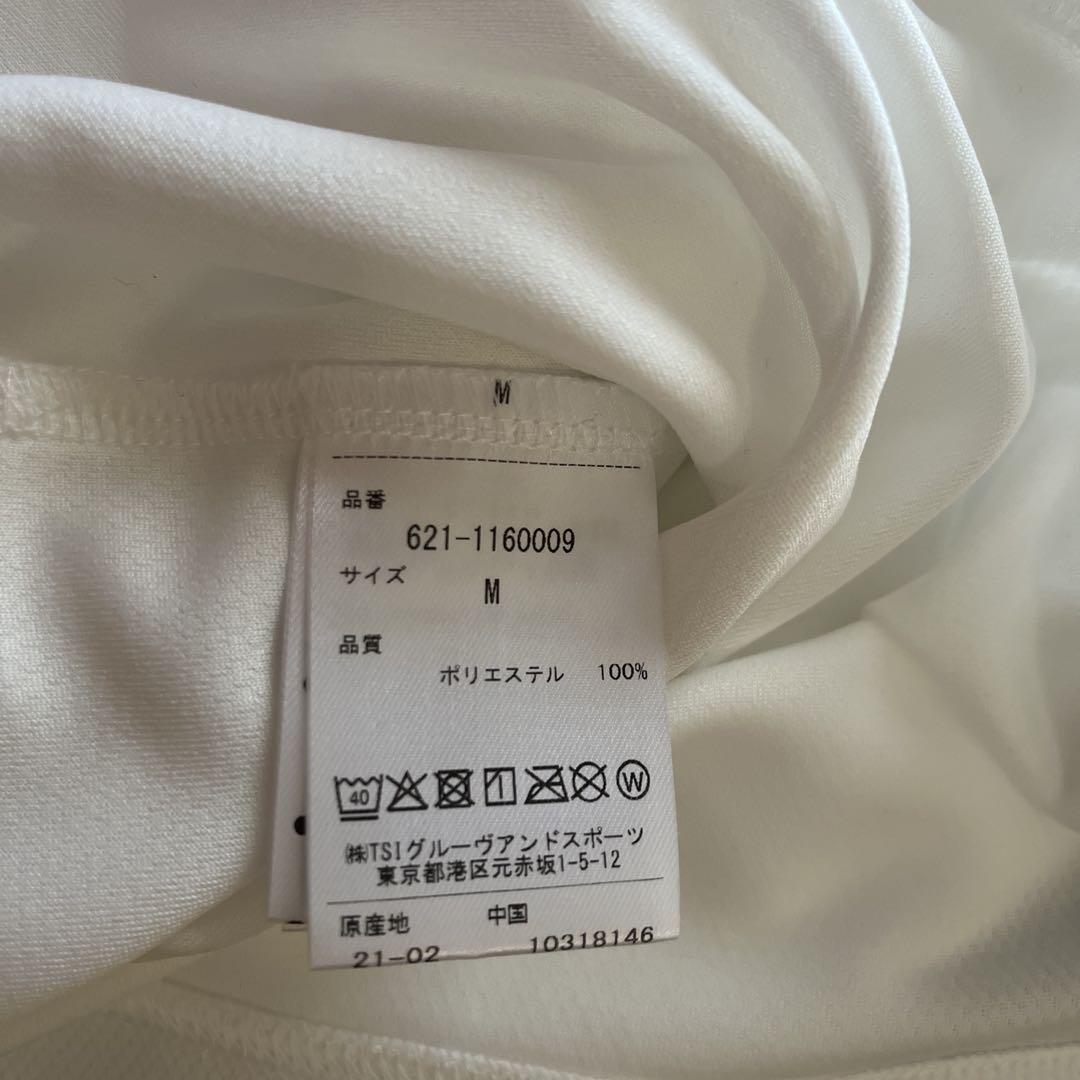 M
品番
621-1160009
サイズ
M
品質
ポリエステル 100%
40
W
㈱TSIグルーヴアンドスポーツ
東京都港区元赤坂1-5-12
原産地 中国
21-02 10318146